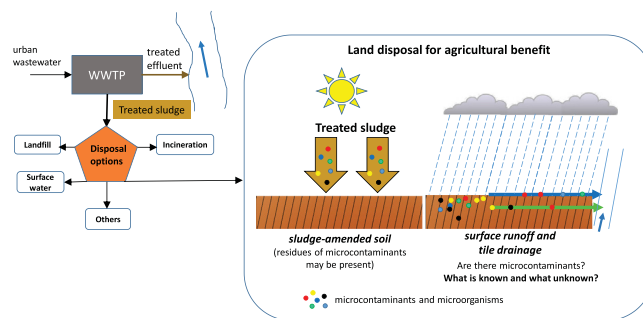 urban
wastewater
WWTP
treated
effluent
Treated sludge
Landfill
Disposal
options
Incineration
Surface
water
Others
Land disposal for agricultural benefit
Treated sludge
sludge-amended soil
(residues of microcontaminants
may be present)
surface runoff and
tile drainage
Are there microcontaminants?
What is known and what unknown?
microcontaminants and microorganisms